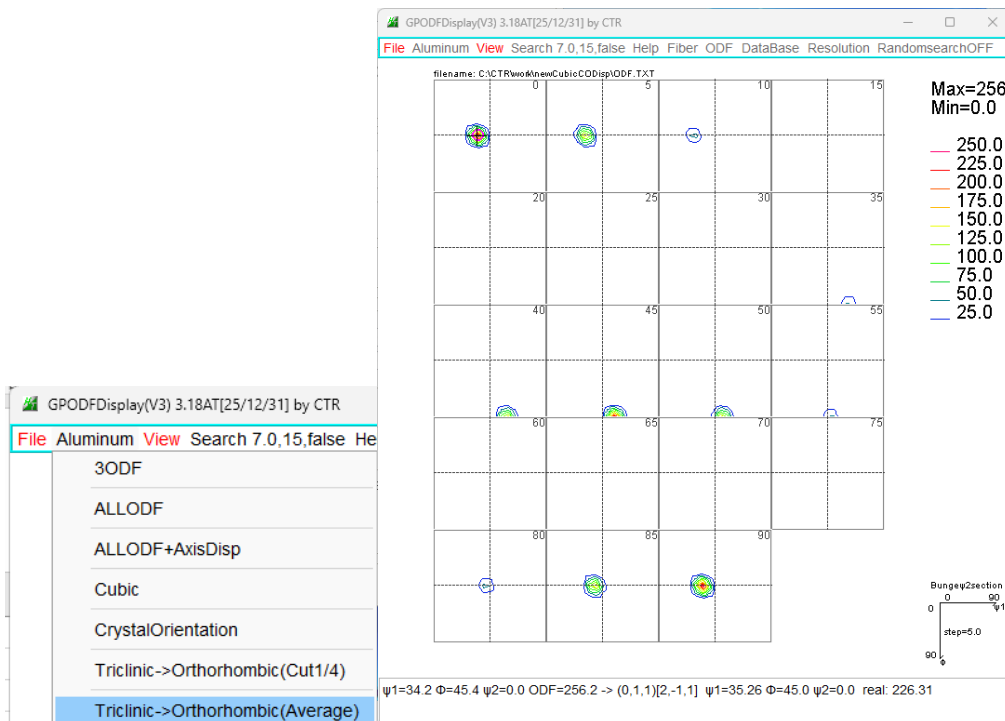 GPODFDisplay(V3) 3.18AT[25/12/31] by CTR
File Aluminum View Search 7.0,15,false Help Fiber ODF DataBase Resolution RandomsearchOFF
filename: C:\CTR\work\newCubicCODisp\ODF.TXT
0 5 10 15
Max=256
Min=0.0
250.0
225.0
200.0
175.0
150.0
125.0
100.0
75.0
50.0
25.0
20 25 30 35
40 45 50 55
60 65 70 75
80 85 90
Bungeψ2section
0 90
0 ψ1
step=5.0
90
Φ
ψ1=34.2 Φ=45.4 ψ2=0.0 ODF=256.2 -> (0,1,1)[2,-1,1] ψ1=35.26 Φ=45.0 ψ2=0.0 real: 226.31
GPODFDisplay(V3) 3.18AT[25/12/31] by CTR
File Aluminum View Search 7.0,15,false He
3ODF
ALLODF
ALLODF+AxisDisp
Cubic
CrystalOrientation
Triclinic->Orthorhombic(Cut1/4)
Triclinic->Orthorhombic(Average)